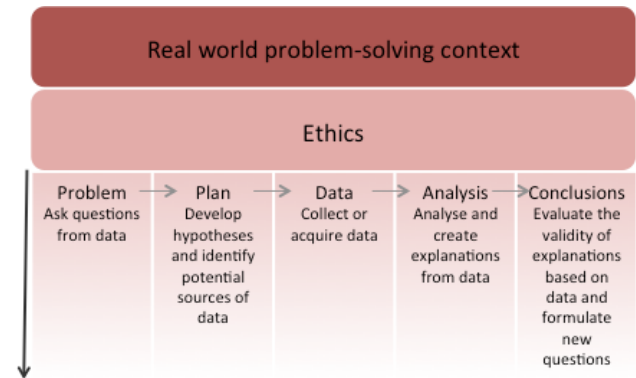 Real world problem-solving context
Ethics
Problem
Ask questions
from data
Plan
Develop
hypotheses
and identify
potential
sources of
data
Data
Collect or
acquire data
Analysis
Analyse and
create
explanations
from data
Conclusions
Evaluate the
validity of
explanations
based on
data and
formulate
new
questions